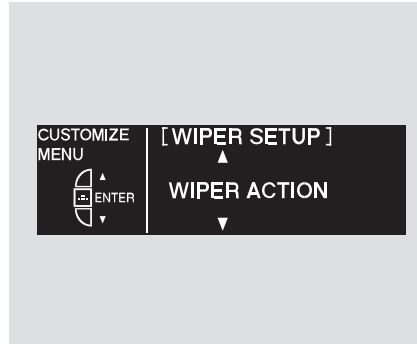 CUSTOMIZE
MENU
ENTER
[ WIPER SETUP ]
WIPER ACTION